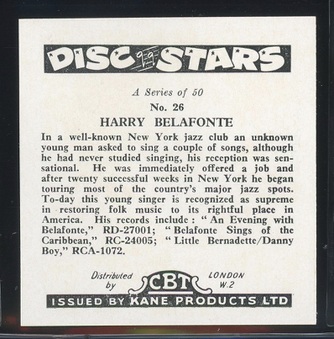 DISC STARS
A Series of 50
No. 26
HARRY BELAFONTE
In a well-known New York jazz club an unknown
young man asked to sing a couple of songs, although
he had never studied singing, his reception was sen-
sational. He was immediately offered a job and
after twenty successful weeks in New York he began
touring most of the country's major jazz spots.
To-day this young singer is recognized as supreme
in restoring folk music to its rightful place in
America. His records include : " An Evening with
Belafonte," RD-27001; " Belafonte Sings of the
Caribbean," RC-24005; " Little Bernadette/Danny
Boy," RCA-1072.
Distributed by CBT LONDON W.2
ISSUED BY KANE PRODUCTS LTD